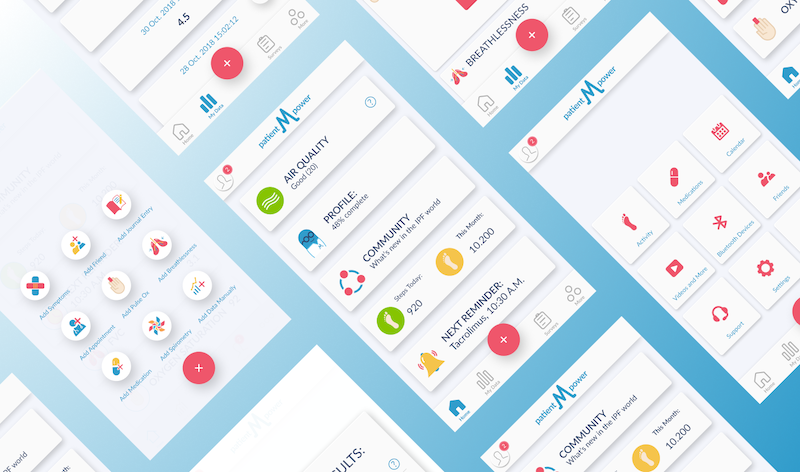 30 Oct. 2018 16:02:12
4.5
28 Oct. 2018 15:02:12
Home
My Data
Surveys
More
BREATHLESSNESS
Home
My Data
Surveys
Home
patient M power
2
AIR QUALITY
Good (20)
?
PROFILE:
48% complete
COMMUNITY
What's new in the IPF world
Steps Today:
920
This Month:
10.200
NEXT REMINDER:
Tacrolimus, 10:30 A.M.
Home
My Data
Surveys
More
patient M power
Calendar
Medications
Friends
Activity
Bluetooth Devices
Settings
Videos and More
Support
Home
My Data
Add Journal Entry
Add Friend
Add Breathlessness
Add Symptoms
Add Pulse Ox
Add Data Manually
Add Appointment
Add Spirometry
Add Medication
patient M power
COMMUNITY
What's new in the IPF world
This Month:
10.200